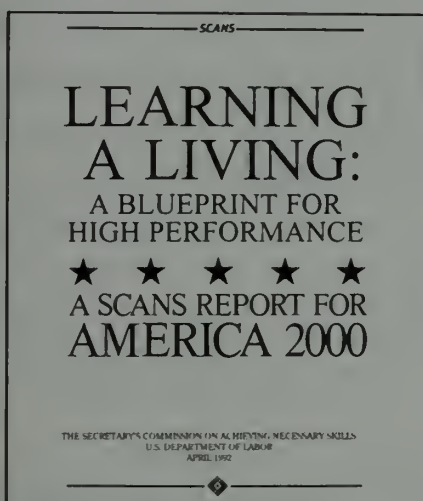 SCANS
LEARNING
A LIVING:
A BLUEPRINT FOR
HIGH PERFORMANCE
★ ★ ★ ★ ★
A SCANS REPORT FOR
AMERICA 2000
THE SECRETARY'S COMMISSION ON ACHIEVING NECESSARY SKILLS
U.S. DEPARTMENT OF LABOR
APRIL 1992